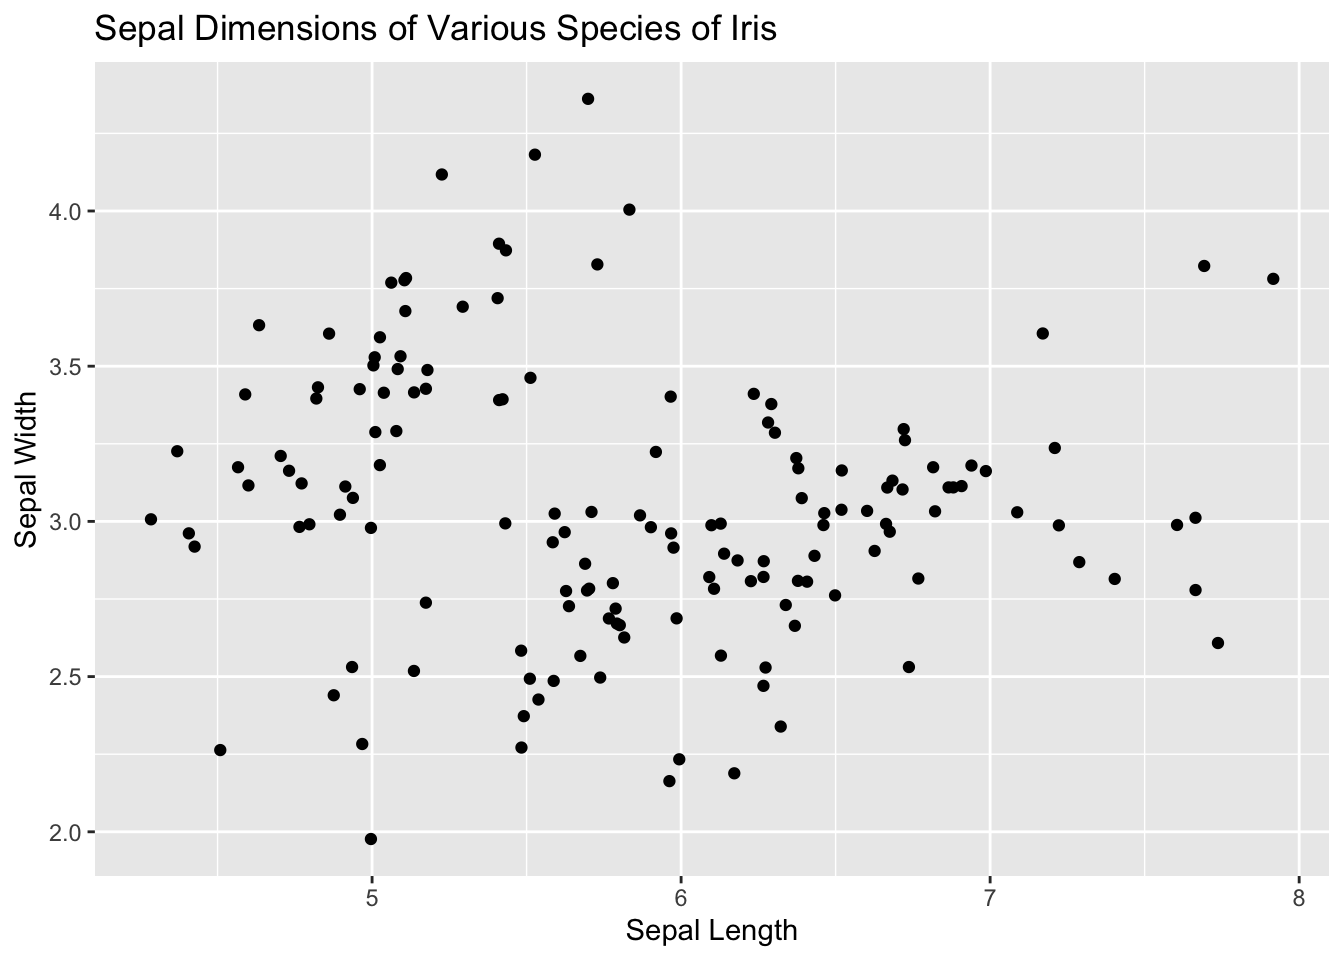 Sepal Dimensions of Various Species of Iris
4.0
3.5
3.0
2.5
2.0
Sepal Width
5 6 7 8
Sepal Length